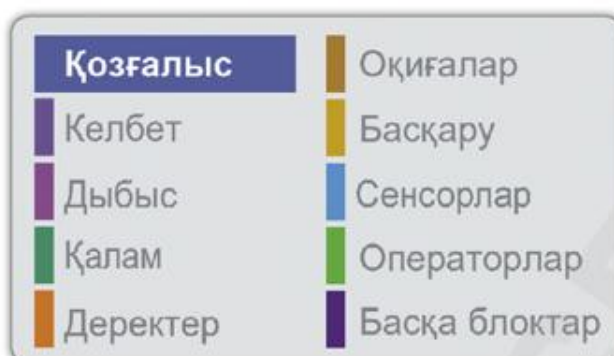 Қозғалыс
Келбет
Дыбыс
Қалам
Деректер
Оқиғалар
Басқару
Сенсорлар
Операторлар
Басқа блоктар